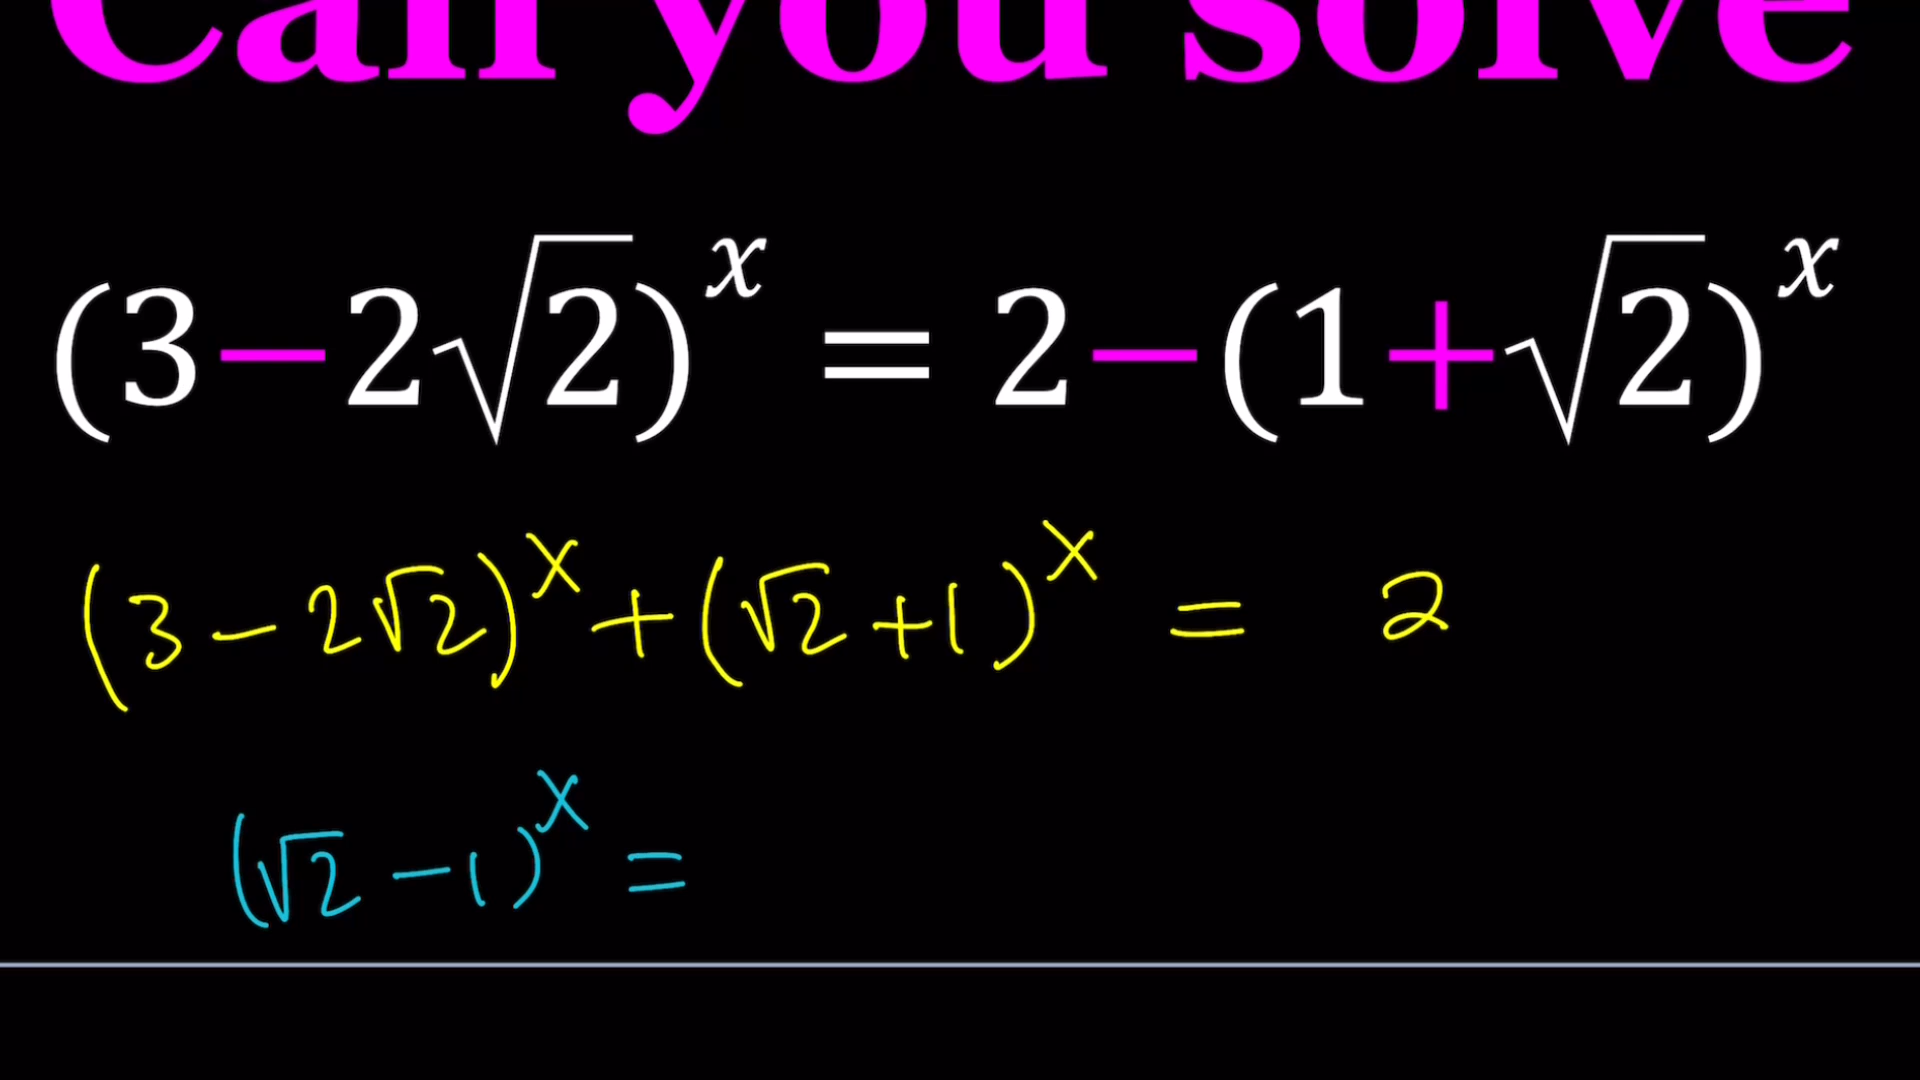 Can you solve
(3−2√2)ˣ = 2−(1+√2)ˣ
(3−2√2)ˣ+(√2+1)ˣ = 2
(√2−1)ˣ =